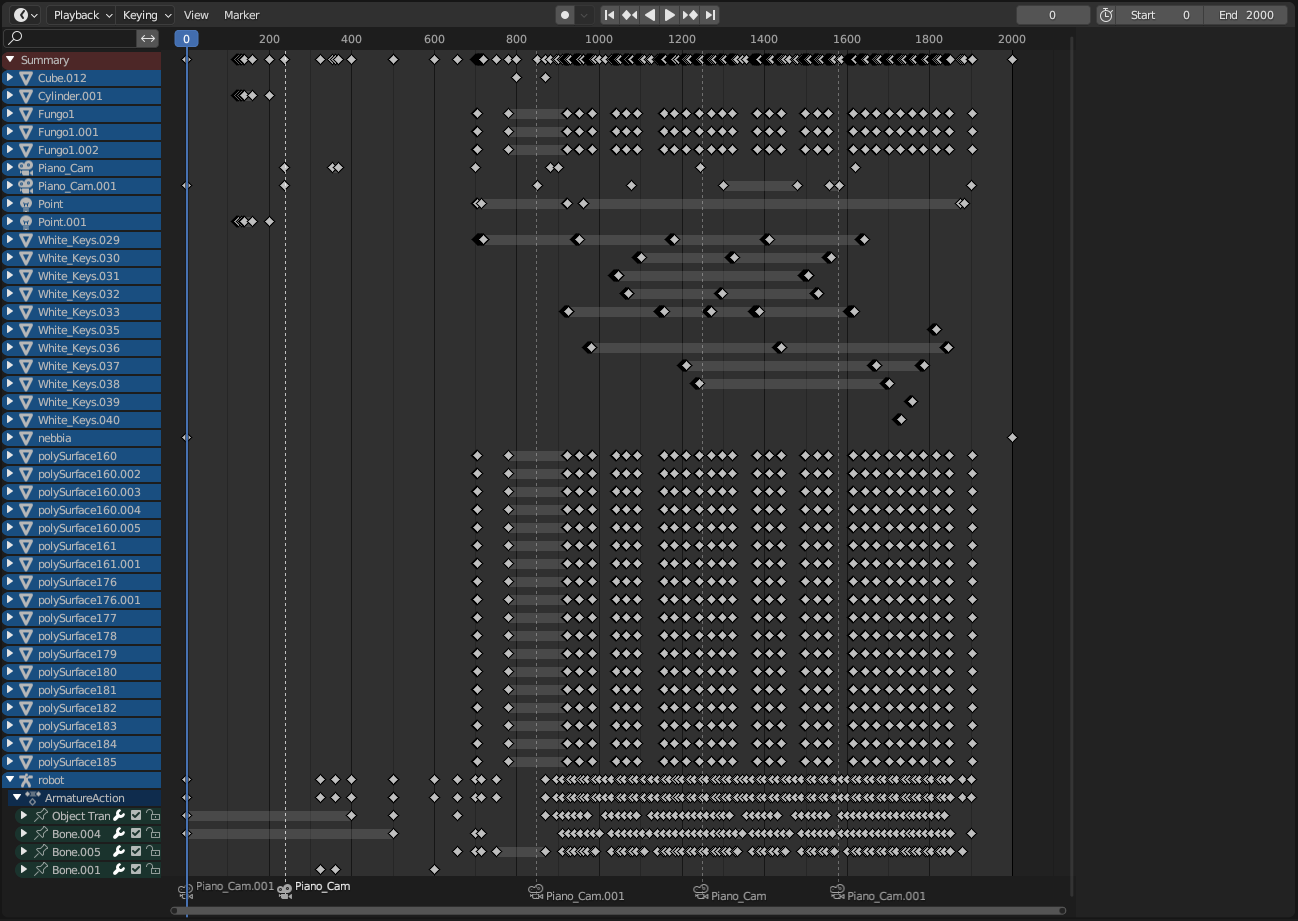 Playback Keying View Marker 0 Start 0 End 2000
0 200 400 600 800 1000 1200 1400 1600 1800 2000
Summary
Cube.012
Cylinder.001
Fungo1
Fungo1.001
Fungo1.002
Piano_Cam
Piano_Cam.001
Point
Point.001
White_Keys.029
White_Keys.030
White_Keys.031
White_Keys.032
White_Keys.033
White_Keys.035
White_Keys.036
White_Keys.037
White_Keys.038
White_Keys.039
White_Keys.040
nebbia
polySurface160
polySurface160.002
polySurface160.003
polySurface160.004
polySurface160.005
polySurface161
polySurface161.001
polySurface176
polySurface176.001
polySurface177
polySurface178
polySurface179
polySurface180
polySurface181
polySurface182
polySurface183
polySurface184
polySurface185
robot
ArmatureAction
Object Tran
Bone.004
Bone.005
Bone.001
Piano_Cam.001 Piano_Cam Piano_Cam.001 Piano_Cam Piano_Cam.001